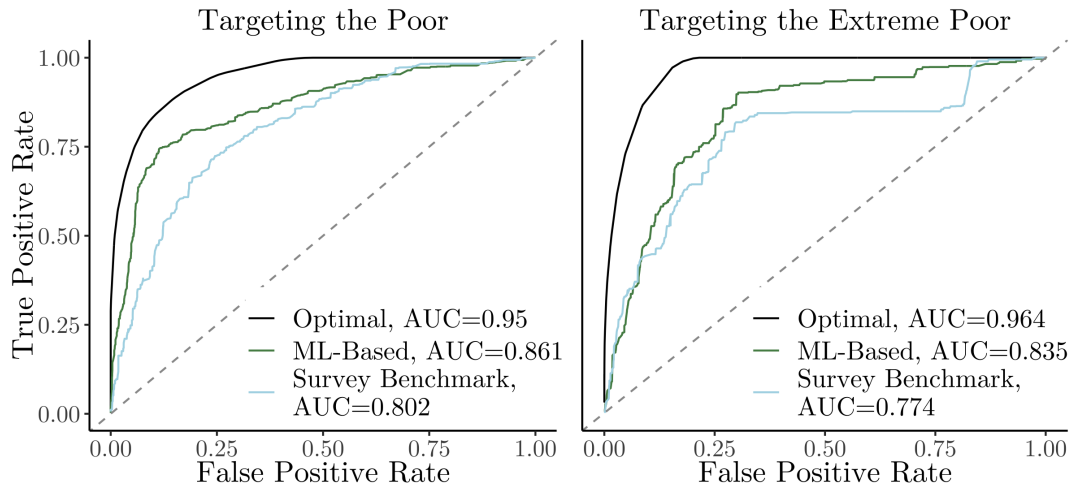 Targeting the Poor
Targeting the Extreme Poor
True Positive Rate
1.00
0.75
0.50
0.25
0.00
Optimal, AUC=0.95
ML-Based, AUC=0.861
Survey Benchmark,
AUC=0.802
Optimal, AUC=0.964
ML-Based, AUC=0.835
Survey Benchmark,
AUC=0.774
0.00 0.25 0.50 0.75 1.00
0.00 0.25 0.50 0.75 1.00
False Positive Rate
False Positive Rate